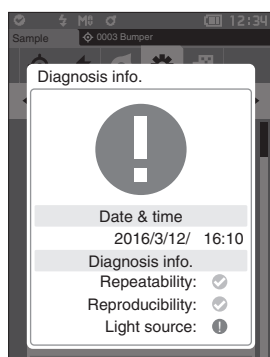 12:34
Sample
0003 Bumper
Diagnosis info.
Date & time
2016/3/12/ 16:10
Diagnosis info.
Repeatability:
Reproducibility:
Light source: